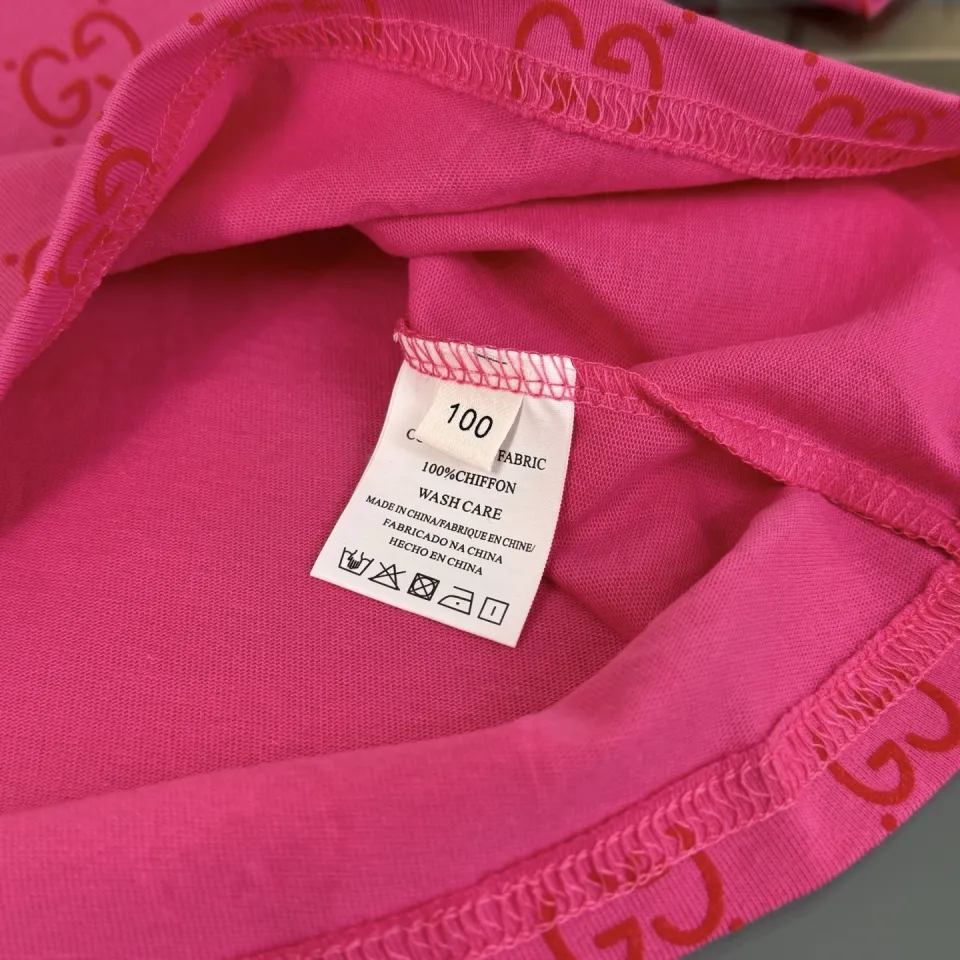 100
FABRIC
100%CHIFFON
WASH CARE
MADE IN CHINA/FABRIQUE EN CHINE/
FABRICADO NA CHINA
HECHO EN CHINA